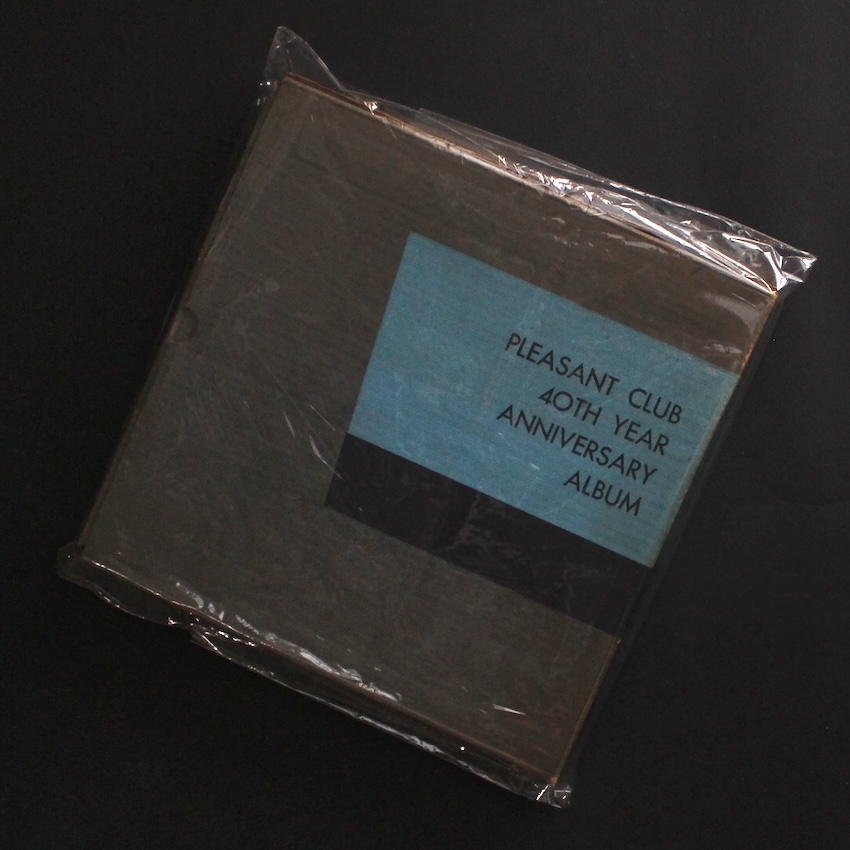 PLEASANT CLUB
40TH YEAR
ANNIVERSARY
ALBUM